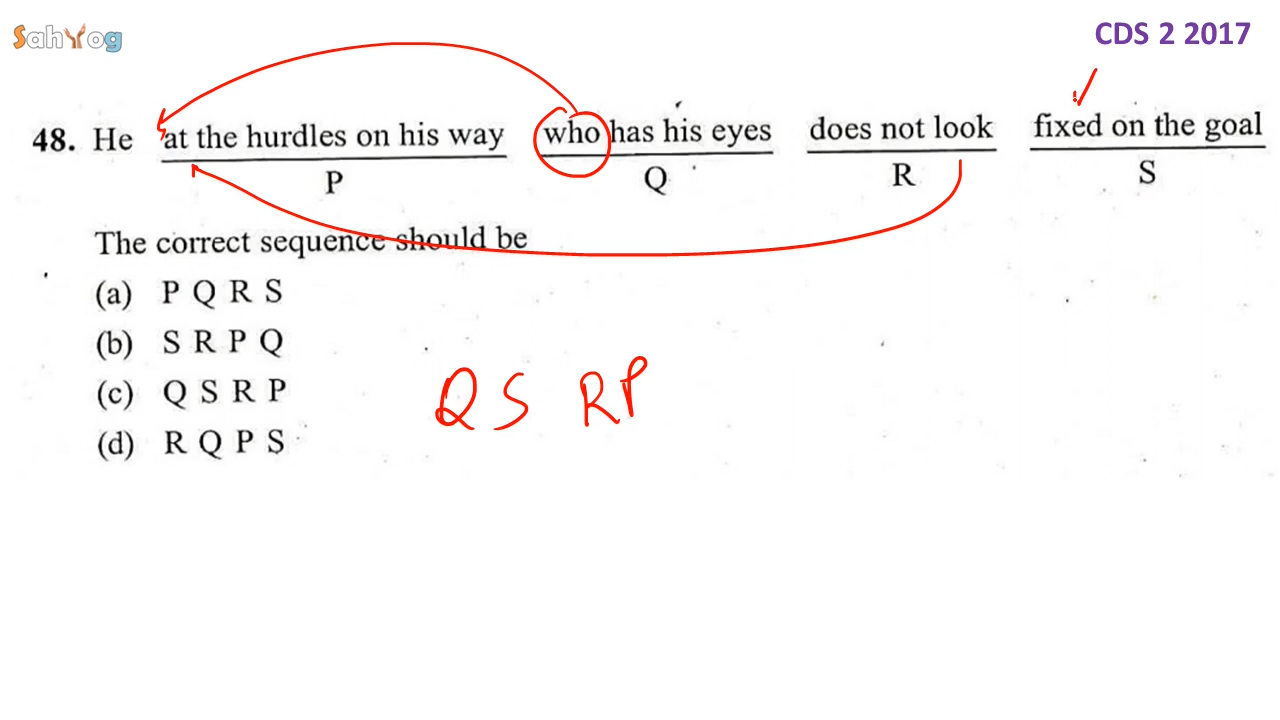 SahYog
CDS 2 2017
48. He at the hurdles on his way who has his eyes does not look fixed on the goal
P Q R S
The correct sequence should be
(a) P Q R S
(b) S R P Q
(c) Q S R P
(d) R Q P S
Q S R P